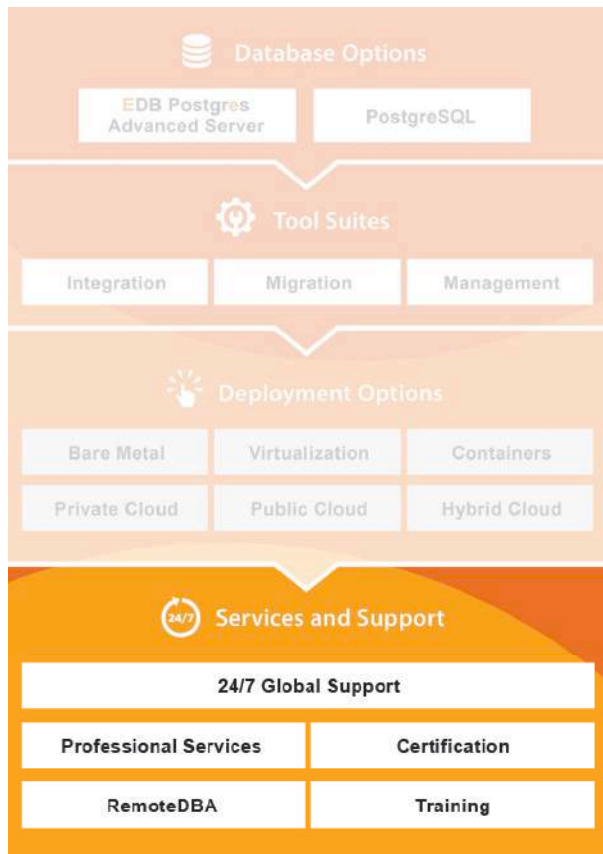 Database Options
EDB Postgres
Advanced Server
PostgreSQL
Tool Suites
Integration
Migration
Management
Deployment Options
Bare Metal
Virtualization
Containers
Private Cloud
Public Cloud
Hybrid Cloud
24/7
Services and Support
24/7 Global Support
Professional Services
Certification
RemoteDBA
Training